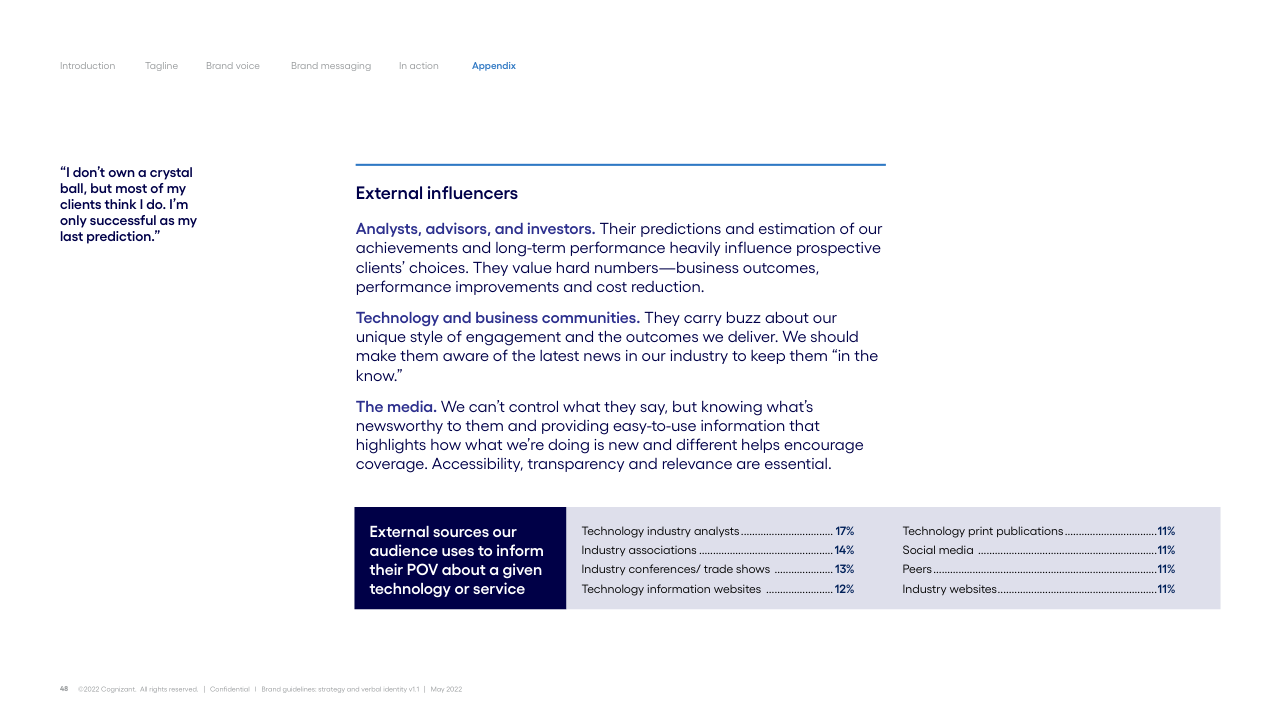 Introduction Tagline Brand voice Brand messaging In action Appendix
“I don’t own a crystal
ball, but most of my
clients think I do. I’m
only successful as my
last prediction.”
External influencers
Analysts, advisors, and investors. Their predictions and estimation of our
achievements and long-term performance heavily influence prospective
clients’ choices. They value hard numbers—business outcomes,
performance improvements and cost reduction.
Technology and business communities. They carry buzz about our
unique style of engagement and the outcomes we deliver. We should
make them aware of the latest news in our industry to keep them “in the
know.”
The media. We can’t control what they say, but knowing what’s
newsworthy to them and providing easy-to-use information that
highlights how what we’re doing is new and different helps encourage
coverage. Accessibility, transparency and relevance are essential.
External sources our
audience uses to inform
their POV about a given
technology or service
Technology industry analysts................................ 17%
Industry associations ............................................... 14%
Industry conferences/ trade shows .................... 13%
Technology information websites ....................... 12%
Technology print publications................................11%
Social media ..............................................................11%
Peers.............................................................................11%
Industry websites.......................................................11%
48 ©2022 Cognizant. All rights reserved. | Confidential | Brand guidelines: strategy and verbal identity v1.1 | May 2022